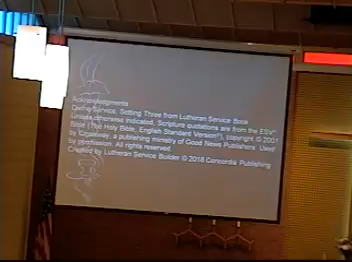 Acknowledgments
Divine Service, Setting Three from Lutheran Service Book
Unless otherwise indicated, Scripture quotations are from the ESV®
Bible (The Holy Bible, English Standard Version®), copyright © 2001
by Crossway, a publishing ministry of Good News Publishers. Used
by permission. All rights reserved.
Created by Lutheran Service Builder © 2018 Concordia Publishing